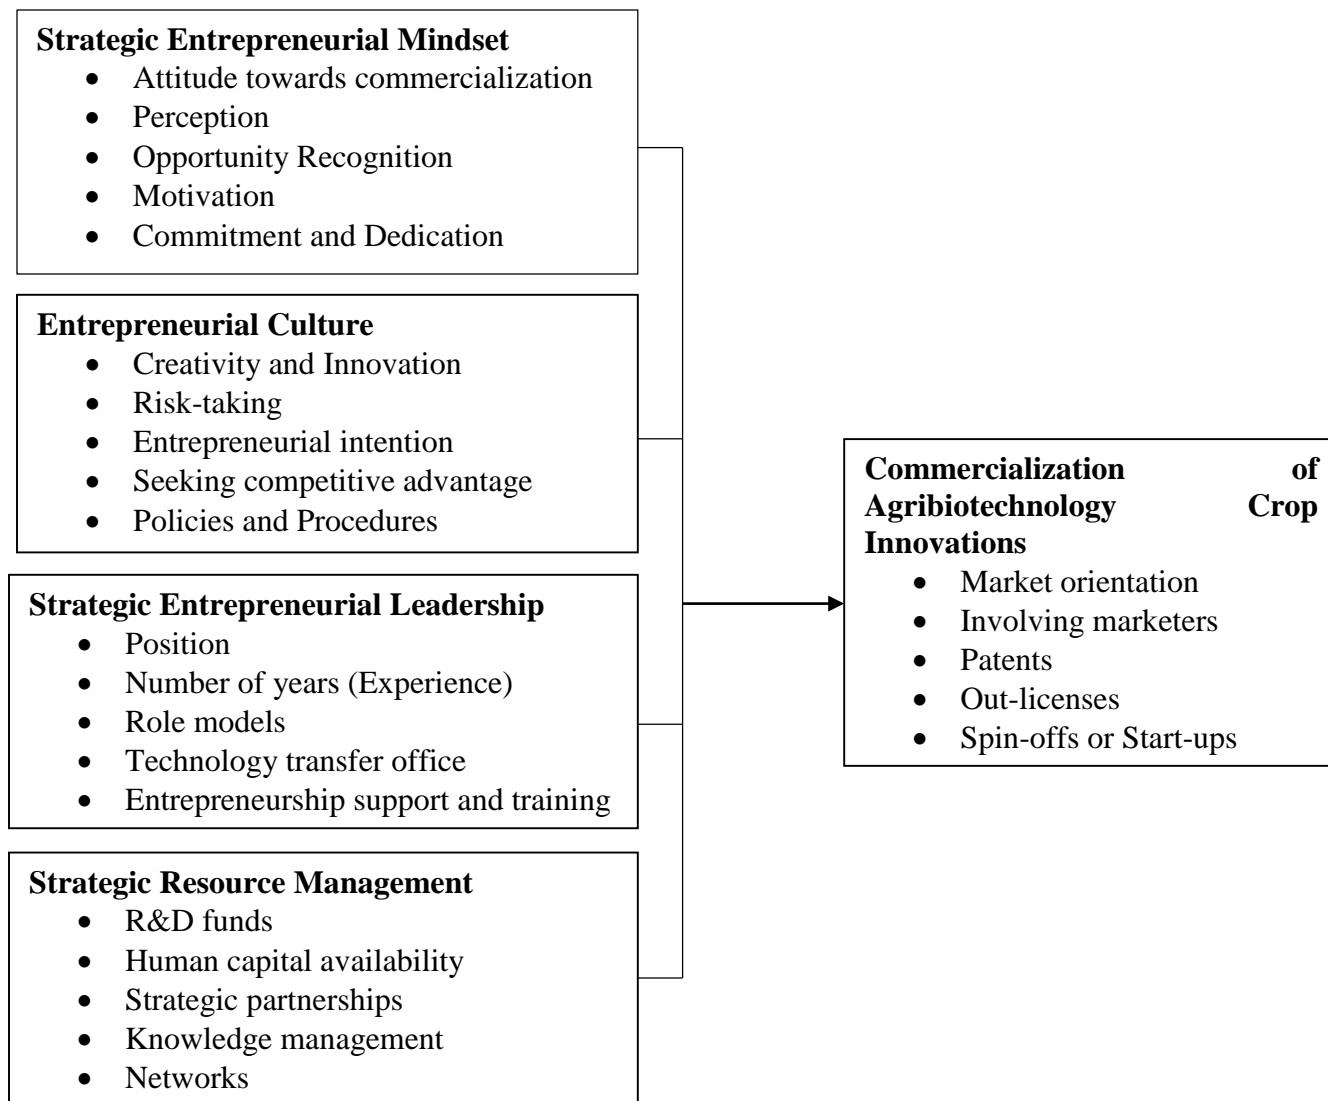 Strategic Entrepreneurial Mindset
• Attitude towards commercialization
• Perception
• Opportunity Recognition
• Motivation
• Commitment and Dedication
Entrepreneurial Culture
• Creativity and Innovation
• Risk-taking
• Entrepreneurial intention
• Seeking competitive advantage
• Policies and Procedures
Strategic Entrepreneurial Leadership
• Position
• Number of years (Experience)
• Role models
• Technology transfer office
• Entrepreneurship support and training
Strategic Resource Management
• R&D funds
• Human capital availability
• Strategic partnerships
• Knowledge management
• Networks
Commercialization of
Agribiotechnology Crop
Innovations
• Market orientation
• Involving marketers
• Patents
• Out-licenses
• Spin-offs or Start-ups